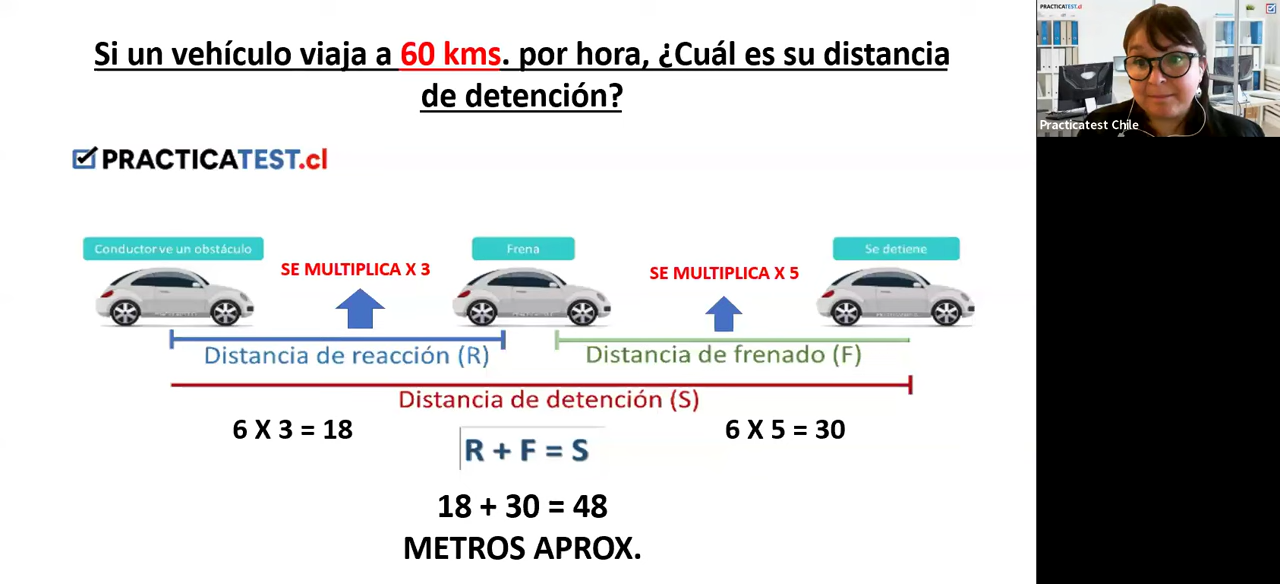 Si un vehículo viaja a 60 kms. por hora, ¿Cuál es su distancia
de detención?
PRACTICATEST.cl
Conductor ve un obstáculo
Frena
Se detiene
SE MULTIPLICA X 3
SE MULTIPLICA X 5
Distancia de reacción (R)
Distancia de frenado (F)
Distancia de detención (S)
6 X 3 = 18
6 X 5 = 30
R + F = S
18 + 30 = 48
METROS APROX.
PRACTICATEST.cl
Practicatest Chile